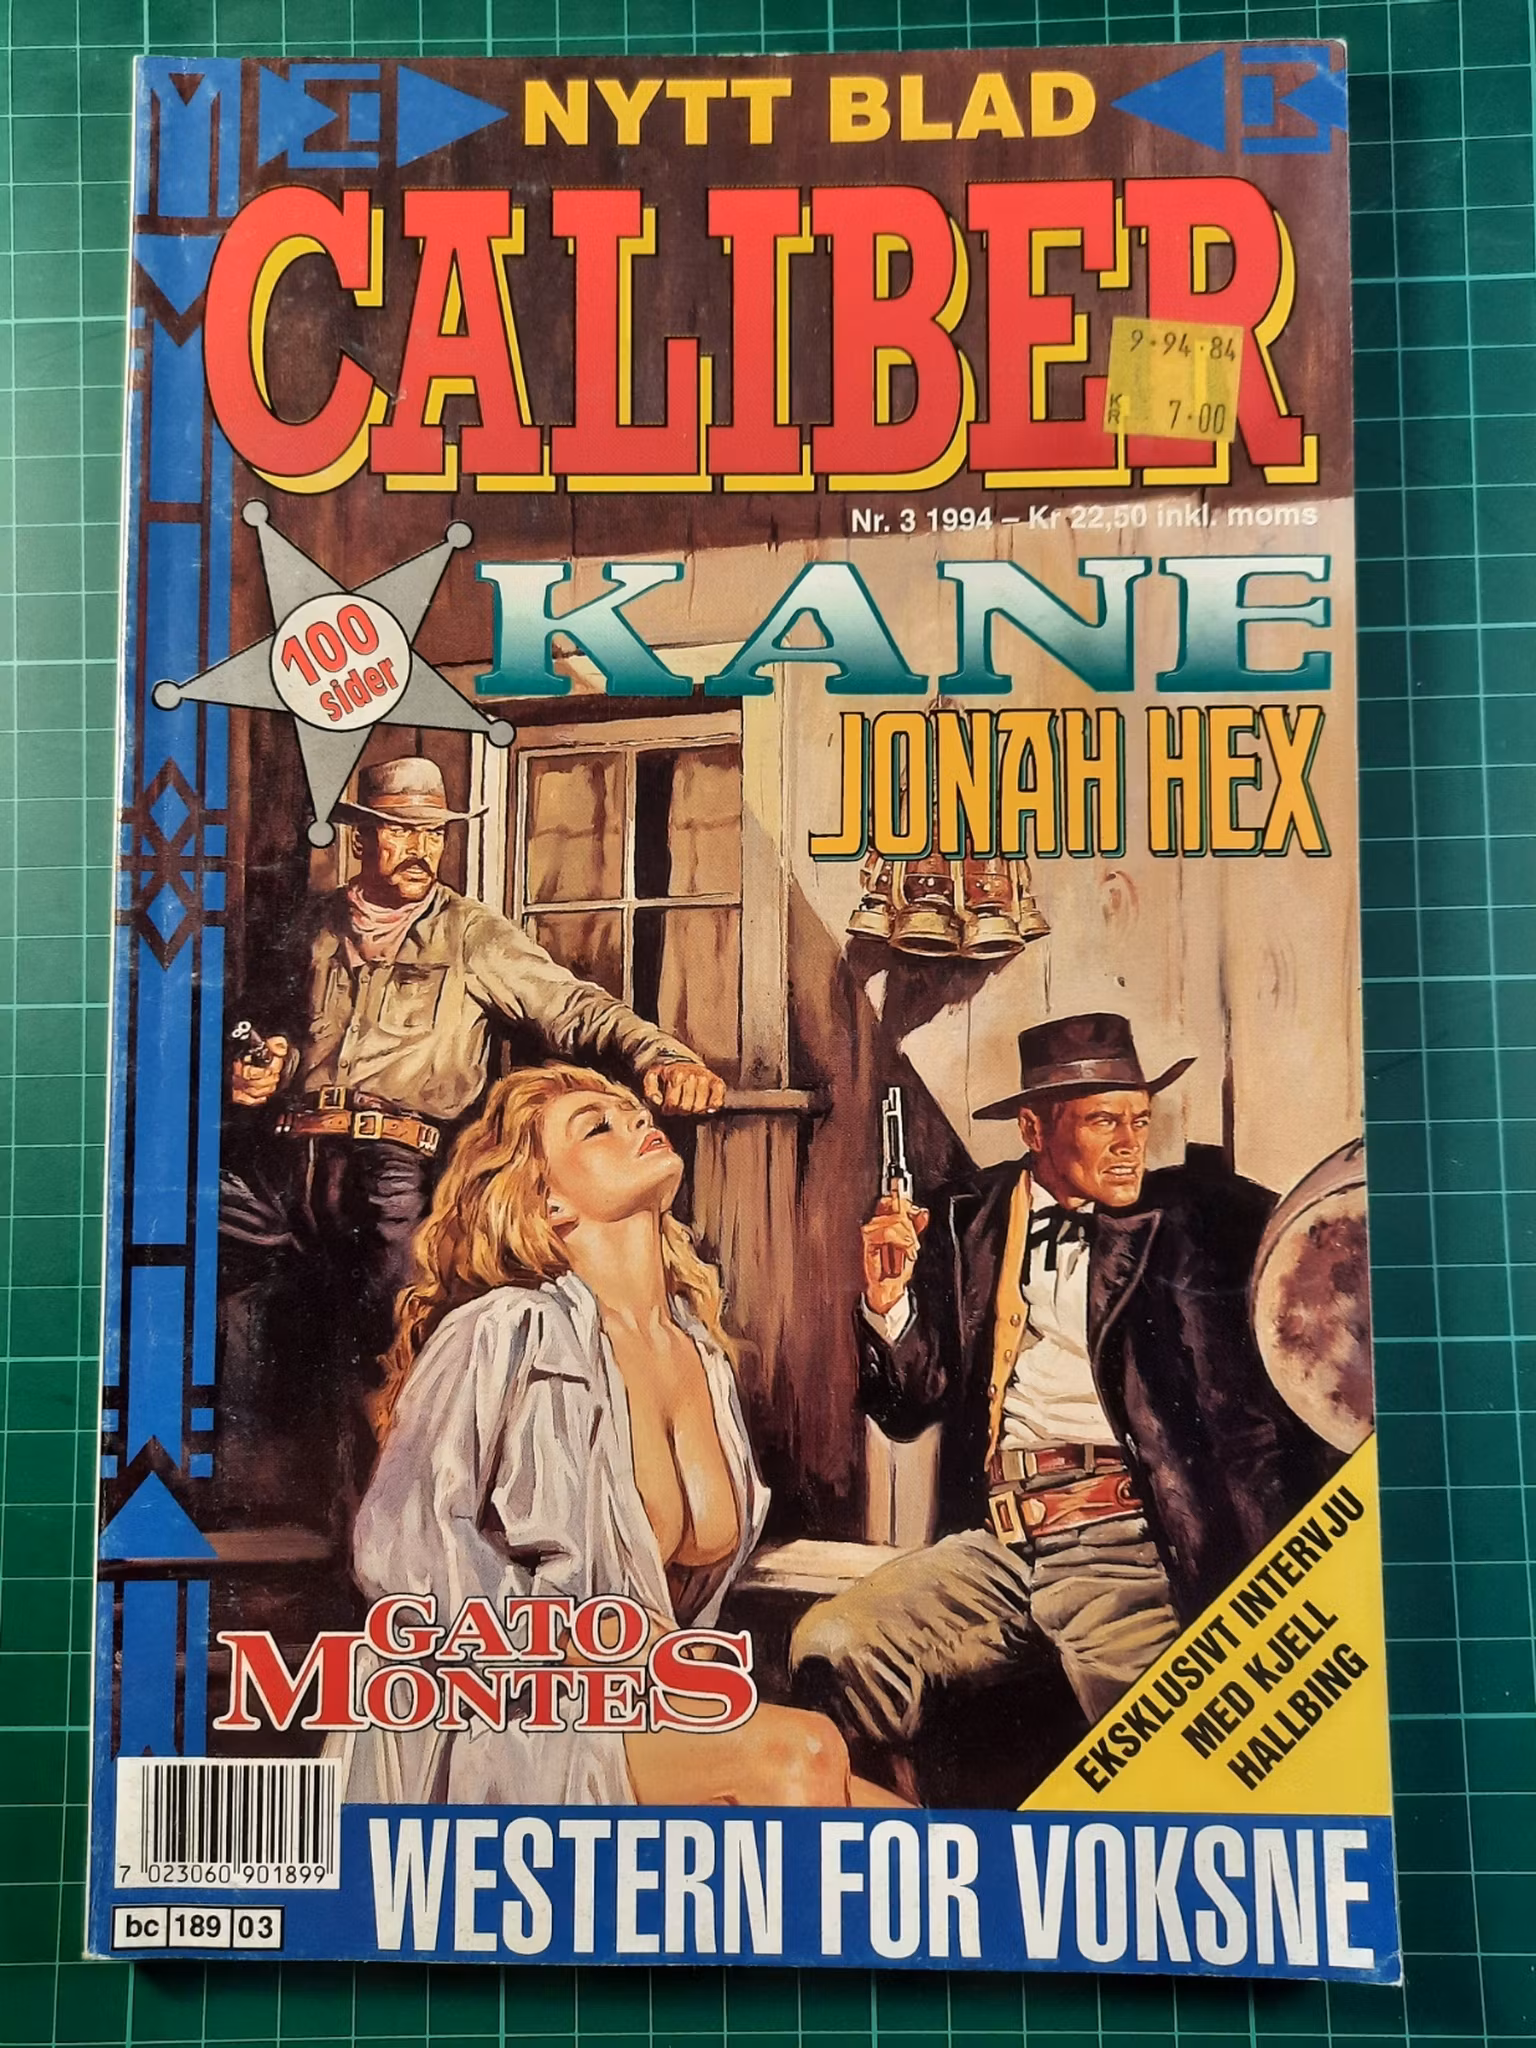 NYTT BLAD
CALIBER
9·94·84
KR 7·00
Nr. 3 1994 – Kr 22,50 inkl. moms
100
sider
KANE
JONAH HEX
GATO
MONTES
EKSKLUSIVT INTERVJU
MED KJELL
HALLBING
7 023060 901899
bc 189 03
WESTERN FOR VOKSNE